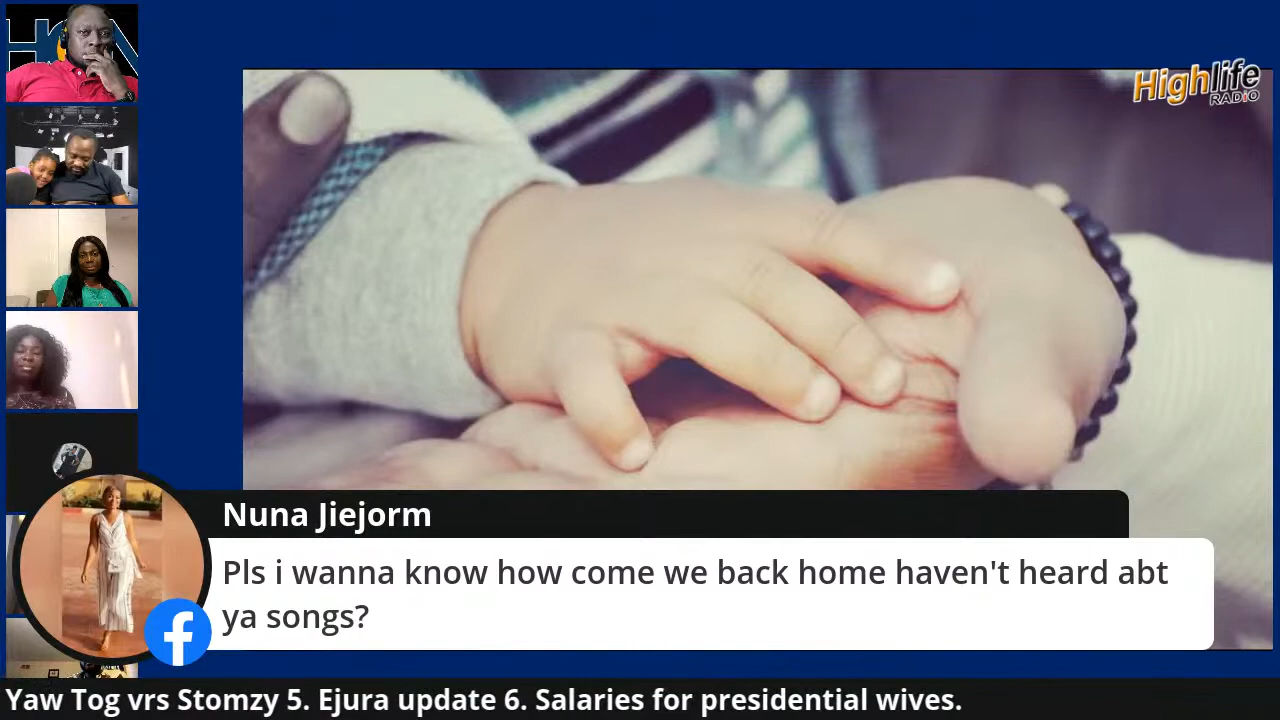 Highlife
RADiO
Nuna Jiejorm
Pls i wanna know how come we back home haven't heard abt
ya songs?
Yaw Tog vrs Stomzy 5. Ejura update 6. Salaries for presidential wives.